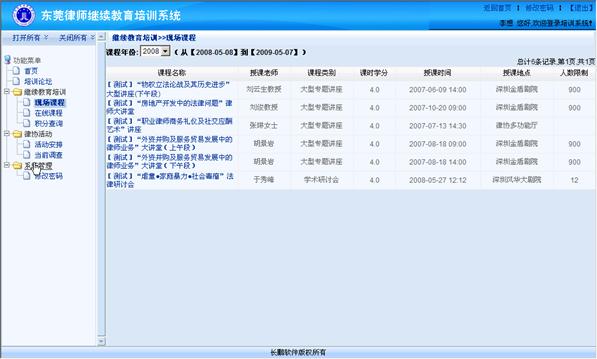 返回首页 | 修改密码 | 【退出】
东莞律师继续教育培训系统
李想 您好,欢迎登录培训系统!
打开所有 关闭所有
继续教育培训>>现场课程
功能菜单
首页
培训论坛
继续教育培训
现场课程
在线课程
积分查询
律协活动
活动安排
当前调查
系统管理
修改密码
课程年份: 2008 ( 从【2008-05-08】到【2009-05-07】)
总计6条记录,第1页,共1页
课程名称 授课老师 课程类别 课时学分 授课时间 授课地点 人数限制
【测试】“物权立法论战及其历史进步” 大型讲座(下午段) 刘云生教授 大型专题讲座 4.0 2007-06-09 14:00 深圳金盾剧院 900
【测试】“房地产开发中的法律问题”律师大讲堂 刘俊教授 大型专题讲座 4.0 2007-10-20 09:00 深圳金盾剧院 900
【测试】“职业律师商务礼仪及社交应酬艺术”讲座 张琳女士 大型专题讲座 4.0 2007-07-13 14:30 律协多功能厅
【测试】“外资并购及服务贸易发展中的律师业务”大讲堂(上午段) 胡景岩 大型专题讲座 4.0 2007-08-18 09:00 深圳金盾剧院 900
【测试】“外资并购及服务贸易发展中的律师业务”大讲堂(下午段) 胡景岩 大型专题讲座 4.0 2007-08-18 14:00 深圳金盾剧院 900
【测试】“虐童●家庭暴力●社会毒瘤”法律研讨会 于秀峰 学术研讨会 4.0 2008-05-27 12:12 深圳风华大剧院 12
长鹏软件版权所有